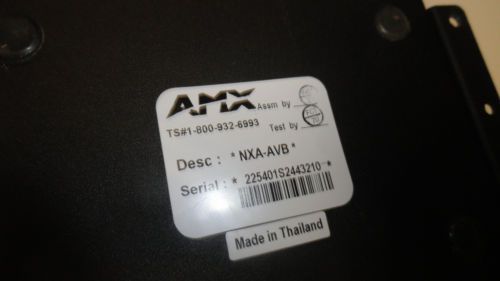 AMX Assm by
TS#1-800-932-6993
Test by
Desc : * NXA-AVB *
Serial : * 225401S2443210 *
Made in Thailand